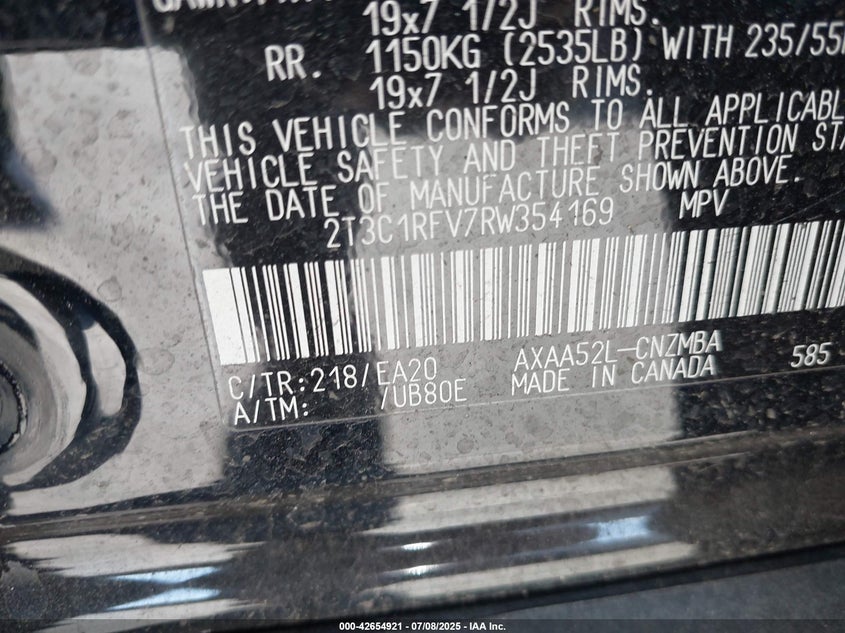 19x7 1/2J RIMS.
RR. 1150KG (2535LB) WITH 235/55
19x7 1/2J RIMS.
THIS VEHICLE CONFORMS TO ALL APPLICABLE
VEHICLE SAFETY AND THEFT PREVENTION STA
THE DATE OF MANUFACTURE SHOWN ABOVE.
2T3C1RFV7RW354169 MPV
C/TR:218/EA20 AXAA52L-CNZMBA 585
A/TM: /UB80E MADE IN CANADA
000-42654921 / 07/08/2025 - IAA Inc.